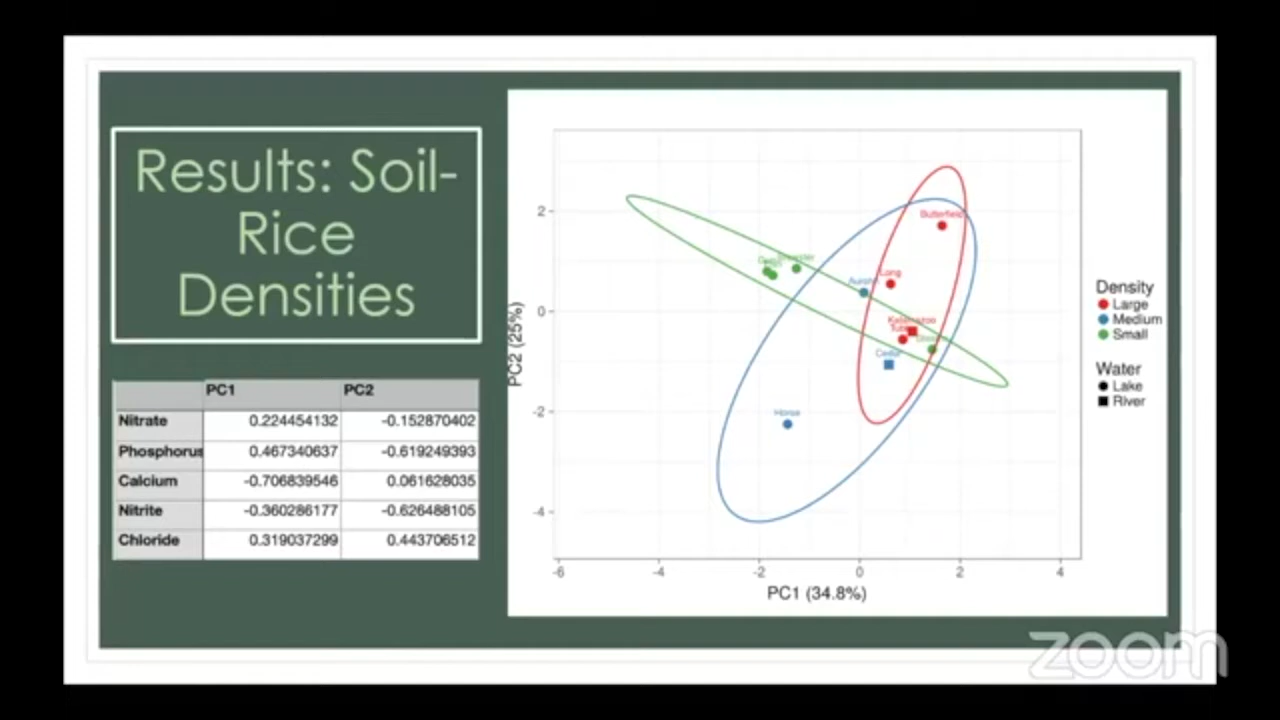 Results: Soil-
Rice
Densities
PC1 PC2
Nitrate 0.224454132 -0.152870402
Phosphorus 0.467340637 -0.619249393
Calcium -0.706839546 0.061628035
Nitrite -0.360286177 -0.626488105
Chloride 0.319037299 0.443706512
PC2 (25%)
2
0
-2
-4
Butterfield
Long
Kalamazoo
Cedar
Horse
-6 -4 -2 0 2 4
PC1 (34.8%)
Density
Large
Medium
Small
Water
Lake
River
zoom